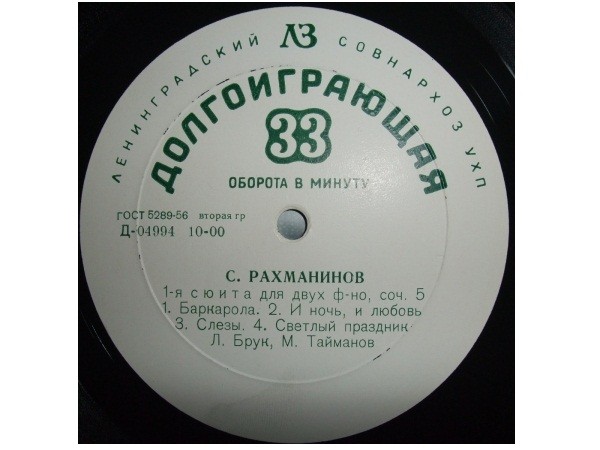 ЛЕНИНГРАДСКИЙ ЛЗ СОВНАРХОЗ УХП
ДОЛГОИГРАЮЩАЯ
33
ОБОРОТА В МИНУТУ
ГОСТ 5289-56 вторая гр
Д-04994 10-00
С. РАХМАНИНОВ
1-я сюита для двух ф-но, соч. 5
1. Баркарола. 2. И ночь, и любовь
3. Слезы. 4. Светлый праздник
Л. Брук, М. Тайманов